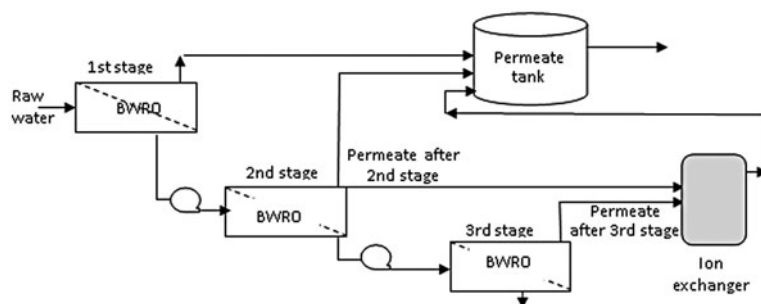 1st stage
Permeate
tank
Raw
water
BWRO
2nd stage
Permeate after
2nd stage
BWRO
3rd stage
Permeate
after 3rd stage
BWRO
Ion
exchanger